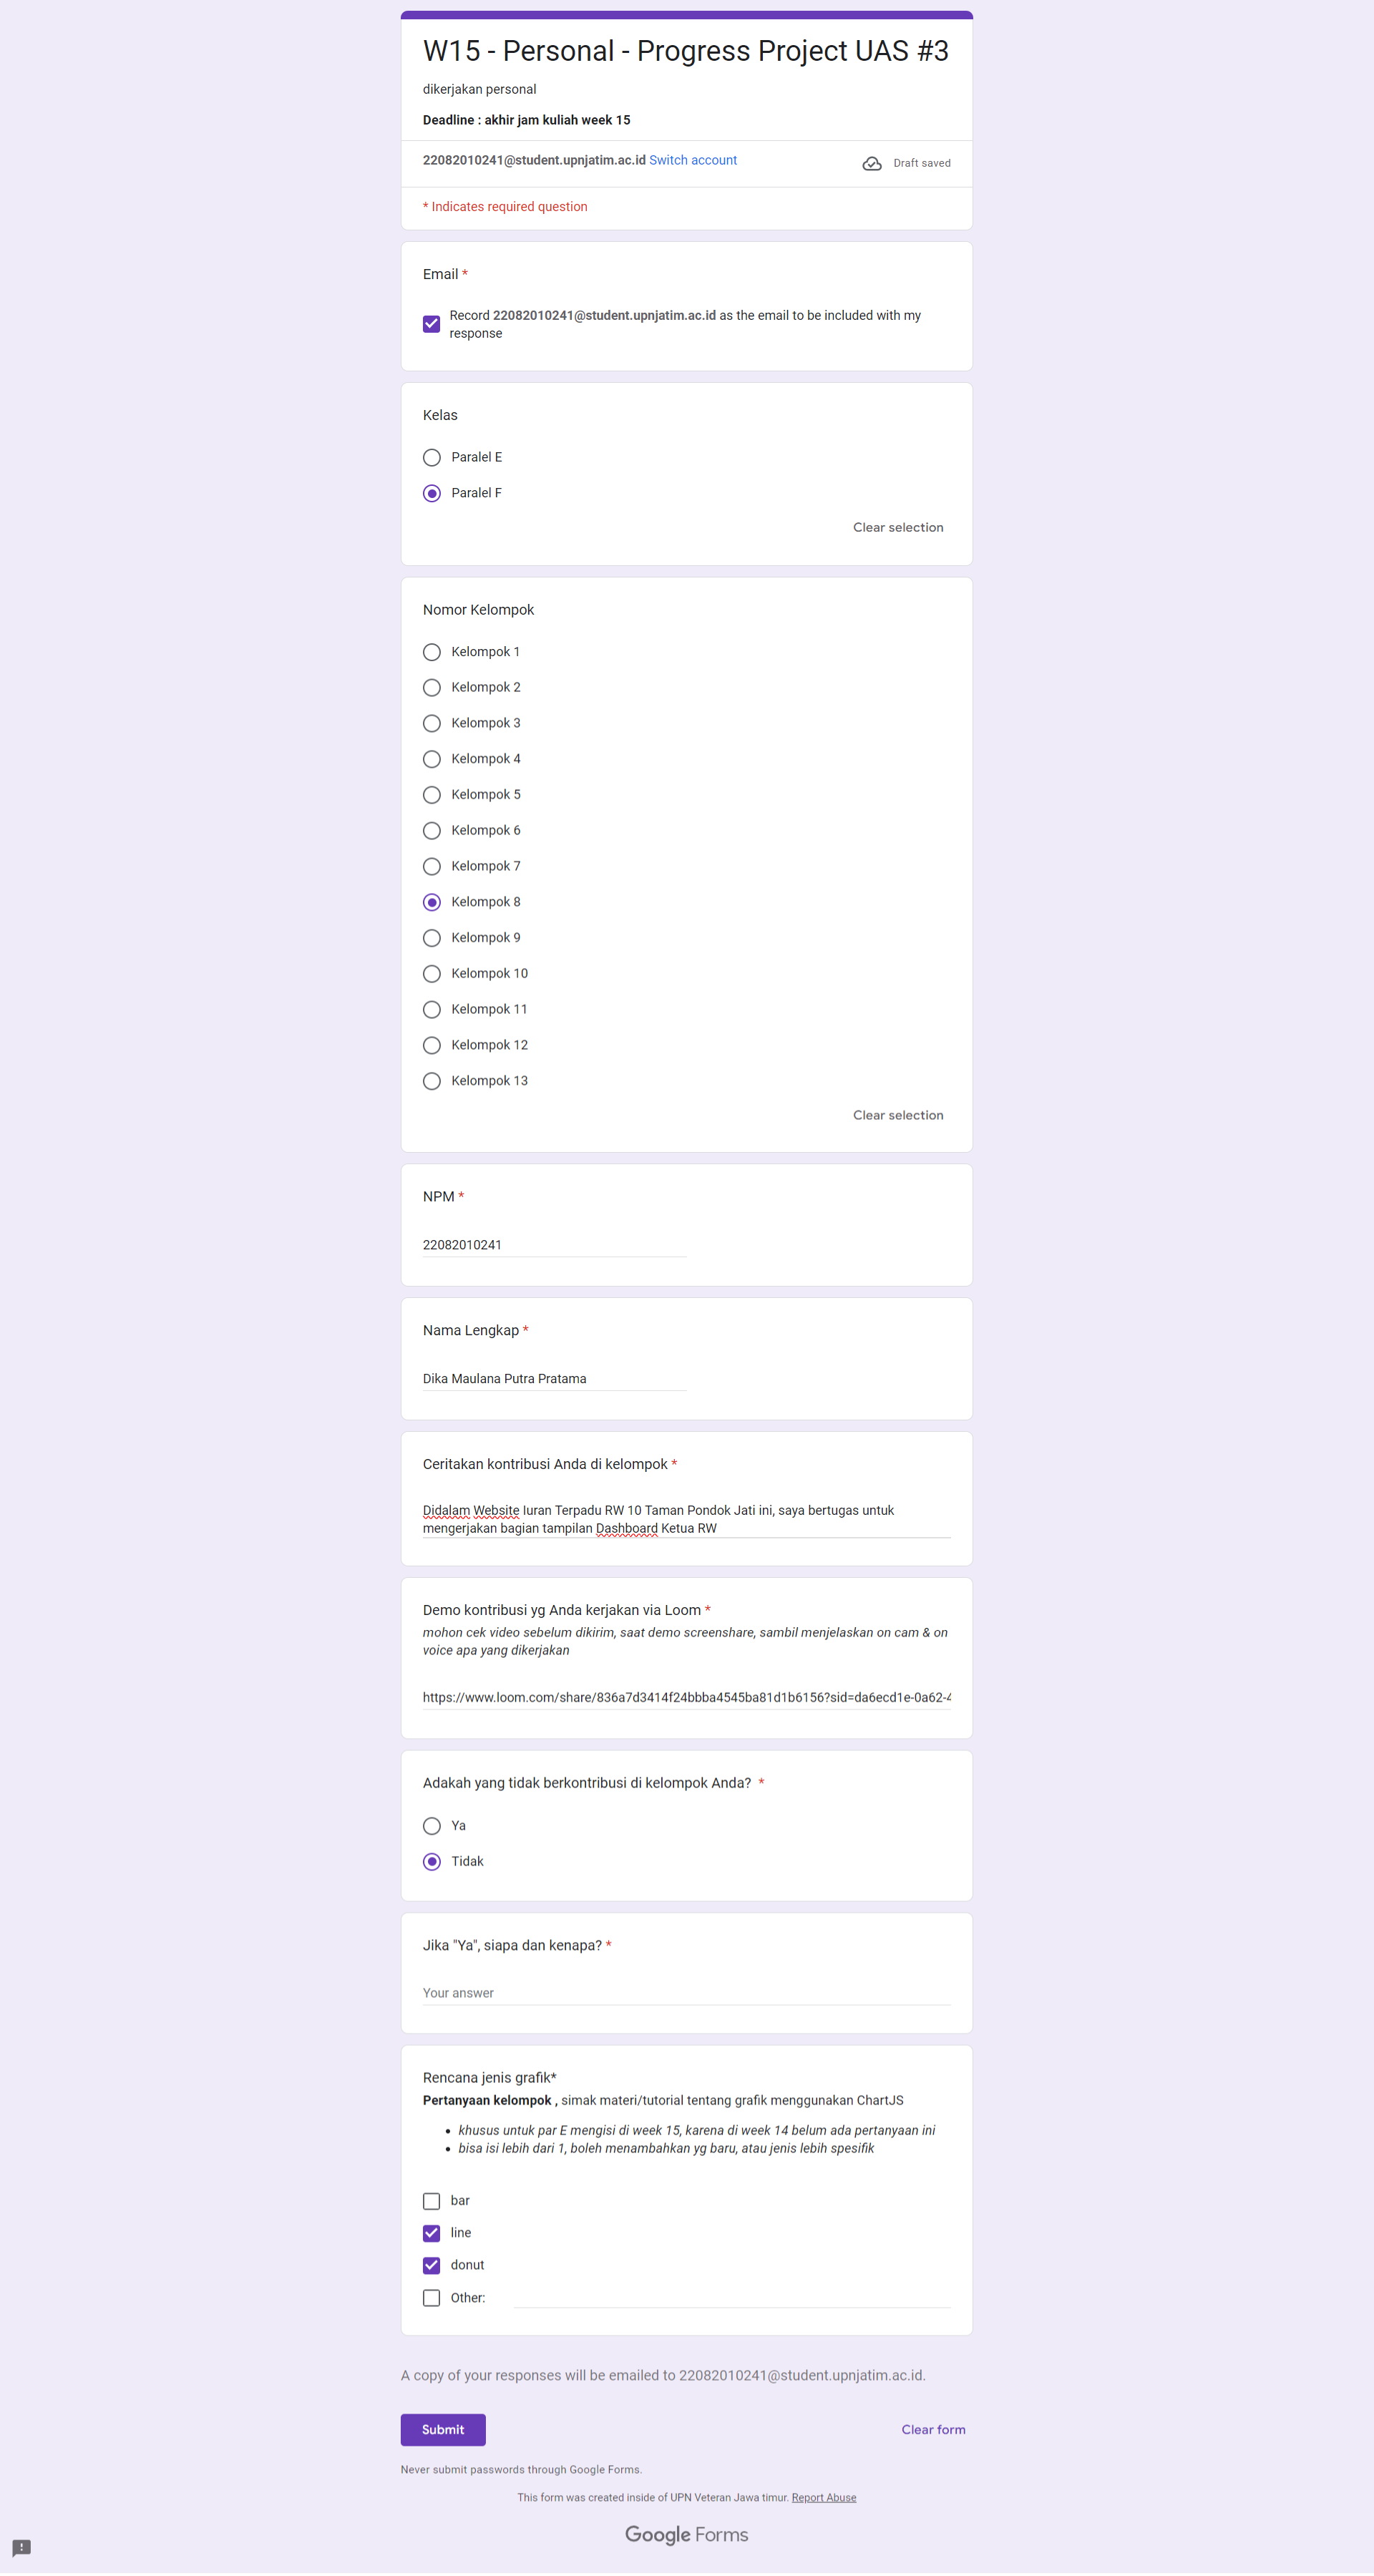 W15 - Personal - Progress Project UAS #3
dikerjakan personal
Deadline : akhir jam kuliah week 15
22082010241@student.upnjatim.ac.id Switch account
Draft saved
* Indicates required question
Email *
Record 22082010241@student.upnjatim.ac.id as the email to be included with my
response
Kelas
Paralel E
Paralel F
Clear selection
Nomor Kelompok
Kelompok 1
Kelompok 2
Kelompok 3
Kelompok 4
Kelompok 5
Kelompok 6
Kelompok 7
Kelompok 8
Kelompok 9
Kelompok 10
Kelompok 11
Kelompok 12
Kelompok 13
Clear selection
NPM *
22082010241
Nama Lengkap *
Dika Maulana Putra Pratama
Ceritakan kontribusi Anda di kelompok *
Didalam Website Iuran Terpadu RW 10 Taman Pondok Jati ini, saya bertugas untuk
mengerjakan bagian tampilan Dashboard Ketua RW
Demo kontribusi yg Anda kerjakan via Loom *
mohon cek video sebelum dikirim, saat demo screenshare, sambil menjelaskan on cam & on
voice apa yang dikerjakan
https://www.loom.com/share/836a7d3414f24bbba4545ba81d1b6156?sid=da6ecd1e-0a62-4
Adakah yang tidak berkontribusi di kelompok Anda? *
Ya
Tidak
Jika "Ya", siapa dan kenapa? *
Your answer
Rencana jenis grafik*
Pertanyaan kelompok , simak materi/tutorial tentang grafik menggunakan ChartJS
• khusus untuk par E mengisi di week 15, karena di week 14 belum ada pertanyaan ini
• bisa isi lebih dari 1, boleh menambahkan yg baru, atau jenis lebih spesifik
bar
line
donut
Other:
A copy of your responses will be emailed to 22082010241@student.upnjatim.ac.id.
Submit
Clear form
Never submit passwords through Google Forms.
This form was created inside of UPN Veteran Jawa timur. Report Abuse
Google Forms